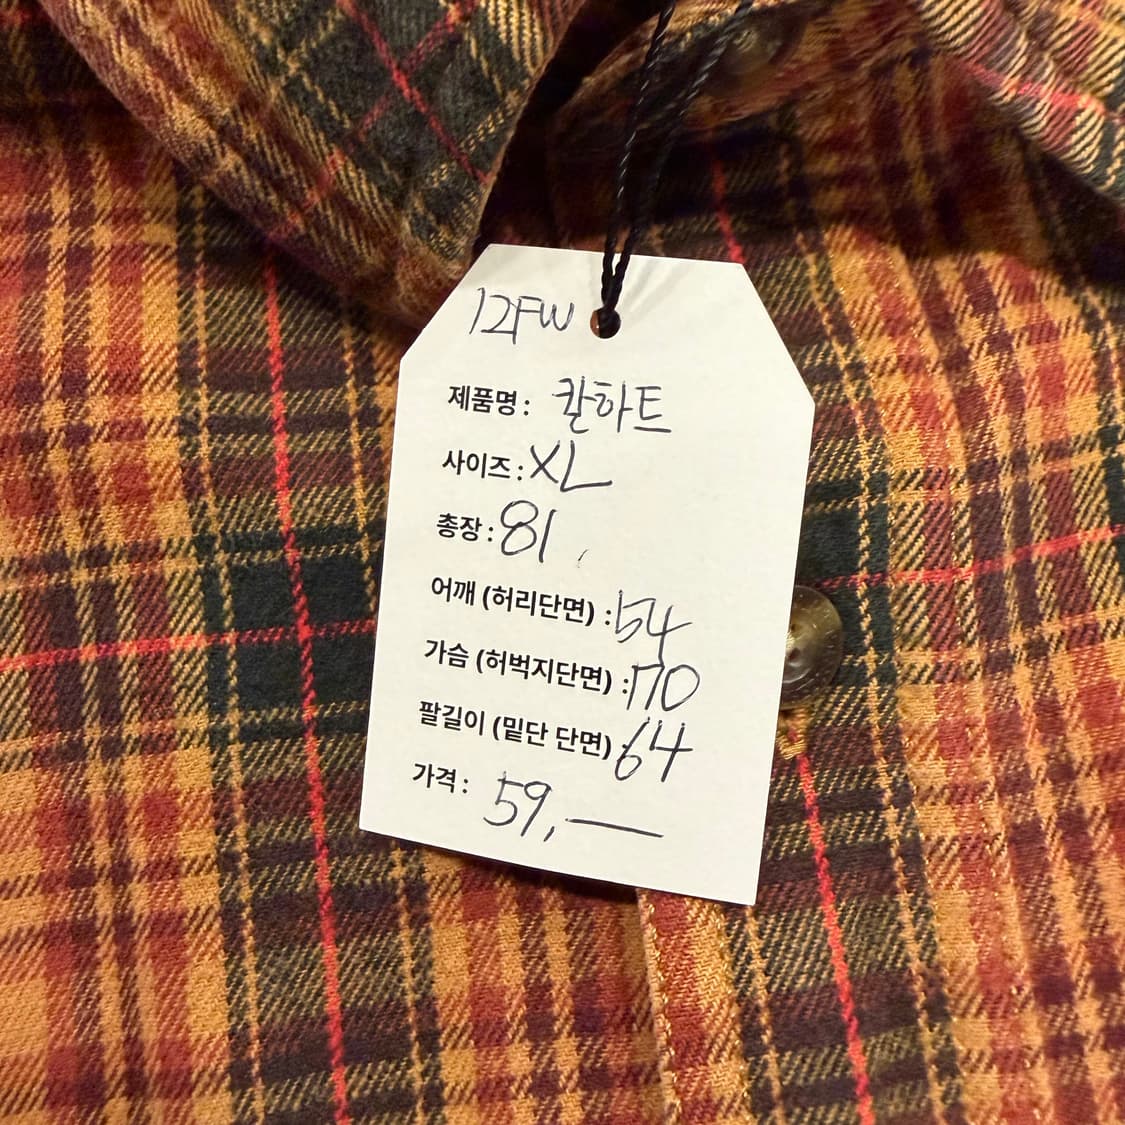 12FW
제품명 : 칼하트
사이즈 : XL
총장 : 81
어깨 (허리단면) : 54
가슴 (허벅지단면) : 70
팔길이 (밑단 단면) : 64
가격 : 59,—